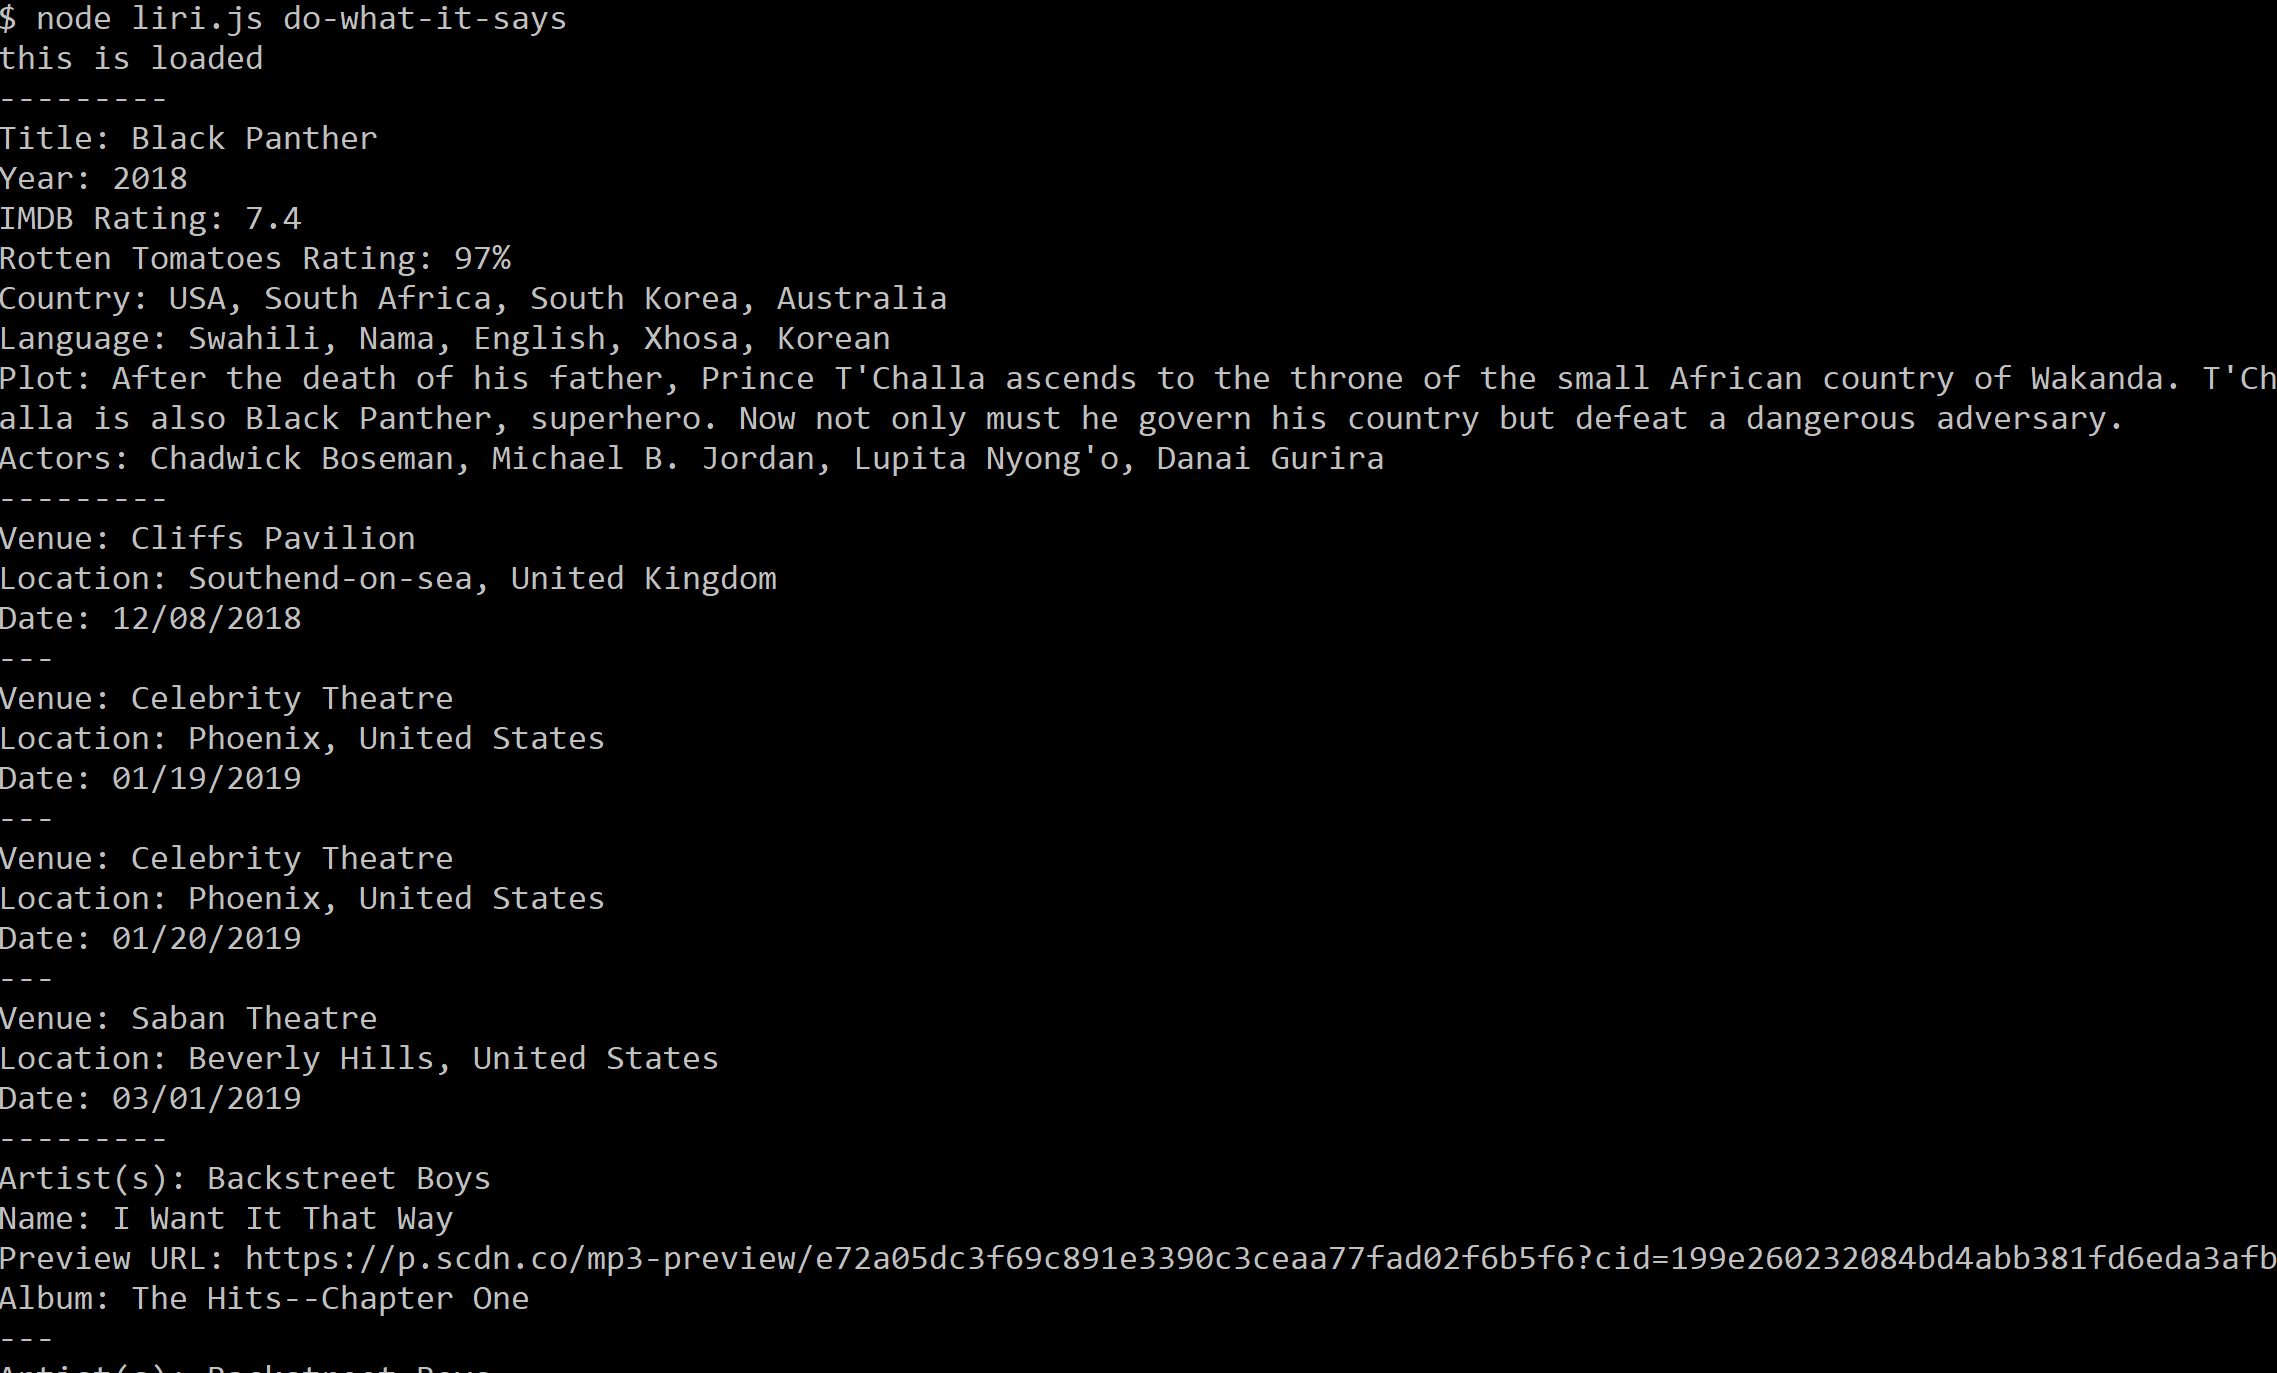 $ node liri.js do-what-it-says
this is loaded
---------
Title: Black Panther
Year: 2018
IMDB Rating: 7.4
Rotten Tomatoes Rating: 97%
Country: USA, South Africa, South Korea, Australia
Language: Swahili, Nama, English, Xhosa, Korean
Plot: After the death of his father, Prince T'Challa ascends to the throne of the small African country of Wakanda. T'Ch
alla is also Black Panther, superhero. Now not only must he govern his country but defeat a dangerous adversary.
Actors: Chadwick Boseman, Michael B. Jordan, Lupita Nyong'o, Danai Gurira
---------
Venue: Cliffs Pavilion
Location: Southend-on-sea, United Kingdom
Date: 12/08/2018
---
Venue: Celebrity Theatre
Location: Phoenix, United States
Date: 01/19/2019
---
Venue: Celebrity Theatre
Location: Phoenix, United States
Date: 01/20/2019
---
Venue: Saban Theatre
Location: Beverly Hills, United States
Date: 03/01/2019
---------
Artist(s): Backstreet Boys
Name: I Want It That Way
Preview URL: https://p.scdn.co/mp3-preview/e72a05dc3f69c891e3390c3ceaa77fad02f6b5f6?cid=199e260232084bd4abb381fd6eda3afb
Album: The Hits--Chapter One
---
Artist(s): Backstreet Boys